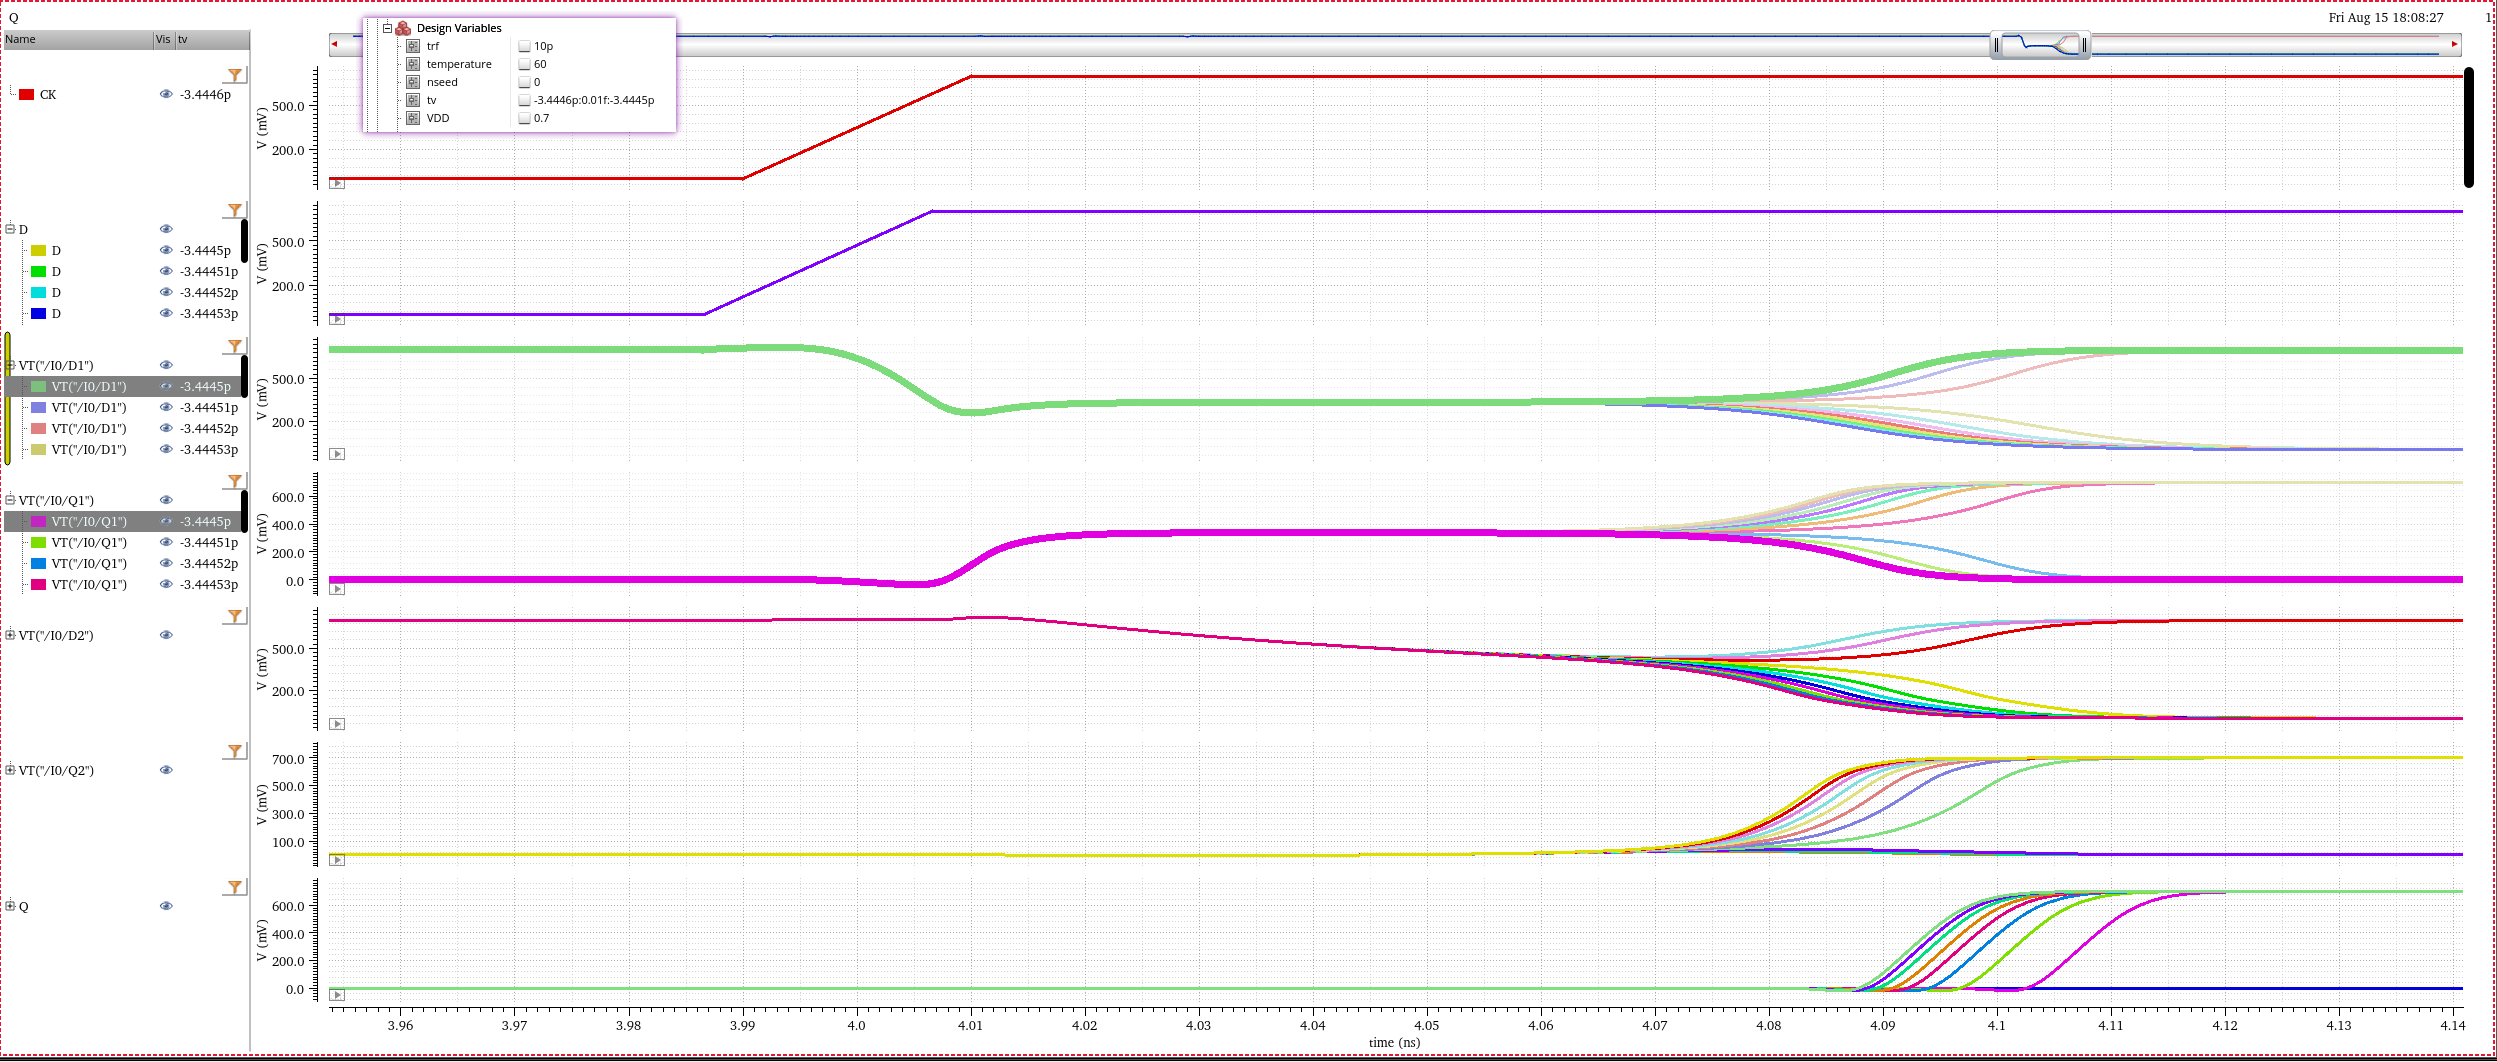 Q
Fri Aug 15 18:08:27 1
Name Vis tv
Design Variables
trf 10p
temperature 60
nseed 0
tv -3.4446p:0.01f:-3.4445p
VDD 0.7
CK -3.4446p
500.0
200.0
V (mV)
D
D -3.4445p
D -3.44451p
D -3.44452p
D -3.44453p
500.0
200.0
V (mV)
VT("/I0/D1")
VT("/I0/D1") -3.4445p
VT("/I0/D1") -3.44451p
VT("/I0/D1") -3.44452p
VT("/I0/D1") -3.44453p
500.0
200.0
V (mV)
VT("/I0/Q1")
VT("/I0/Q1") -3.4445p
VT("/I0/Q1") -3.44451p
VT("/I0/Q1") -3.44452p
VT("/I0/Q1") -3.44453p
600.0
400.0
200.0
0.0
V (mV)
VT("/I0/D2")
500.0
200.0
V (mV)
VT("/I0/Q2")
700.0
500.0
300.0
100.0
V (mV)
Q
600.0
400.0
200.0
0.0
V (mV)
3.96 3.97 3.98 3.99 4.0 4.01 4.02 4.03 4.04 4.05 4.06 4.07 4.08 4.09 4.1 4.11 4.12 4.13 4.14
time (ns)